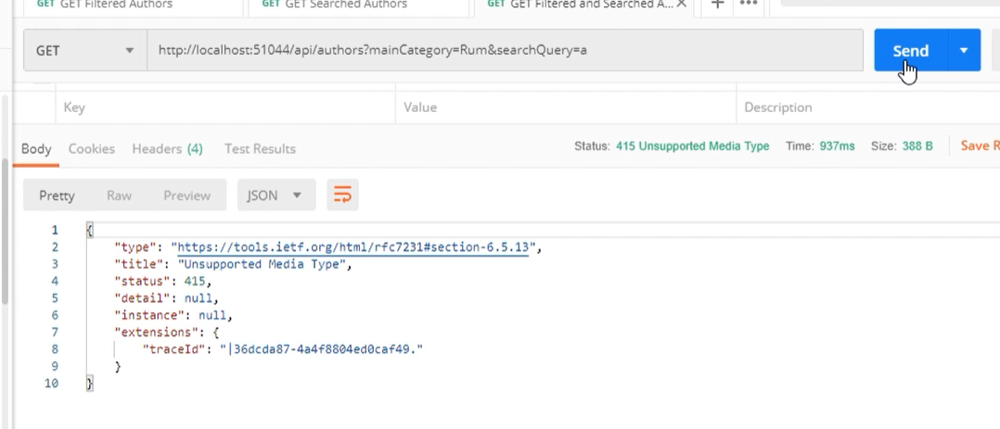 GET GET Filtered Authors GET GET Searched Authors GET GET Filtered and Searched A... × + •••
GET http://localhost:51044/api/authors?mainCategory=Rum&searchQuery=a Send
Key Value Description
Body Cookies Headers (4) Test Results Status: 415 Unsupported Media Type Time: 937ms Size: 388 B Save R
Pretty Raw Preview JSON
1 {
2 "type": "https://tools.ietf.org/html/rfc7231#section-6.5.13",
3 "title": "Unsupported Media Type",
4 "status": 415,
5 "detail": null,
6 "instance": null,
7 "extensions": {
8 "traceId": "|36dcda87-4a4f8804ed0caf49."
9 }
10 }